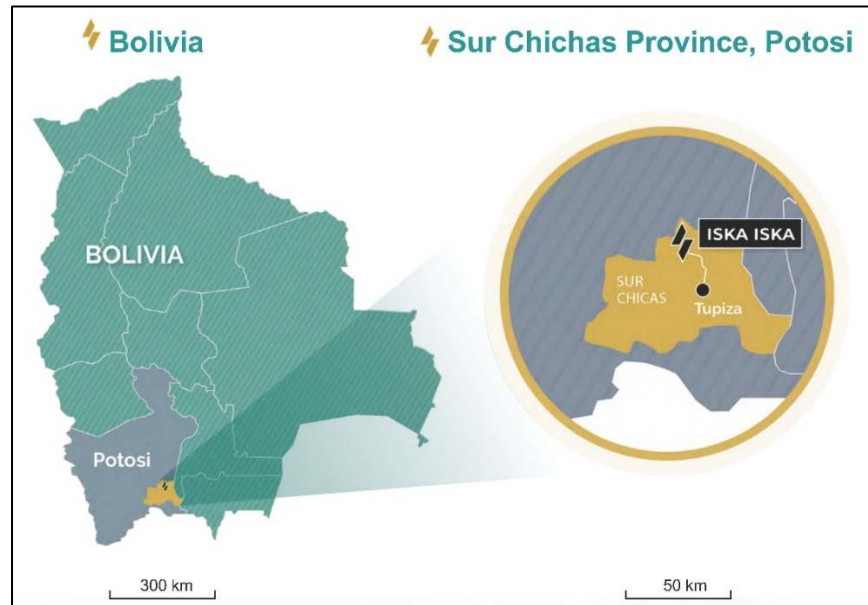 Bolivia
Sur Chichas Province, Potosi
BOLIVIA
Potosi
300 km
ISKA ISKA
SUR
CHICAS
Tupiza
50 km